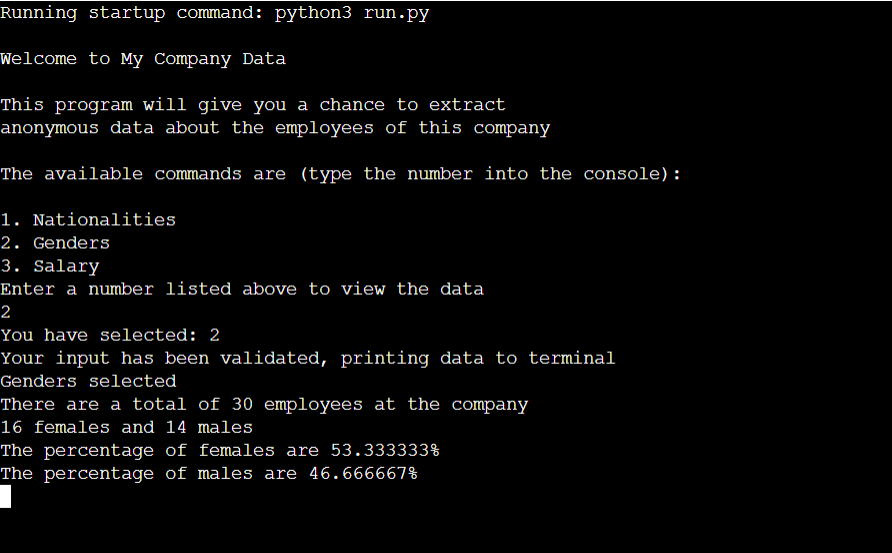 Running startup command: python3 run.py
Welcome to My Company Data
This program will give you a chance to extract
anonymous data about the employees of this company
The available commands are (type the number into the console):
1. Nationalities
2. Genders
3. Salary
Enter a number listed above to view the data
2
You have selected: 2
Your input has been validated, printing data to terminal
Genders selected
There are a total of 30 employees at the company
16 females and 14 males
The percentage of females are 53.333333%
The percentage of males are 46.666667%